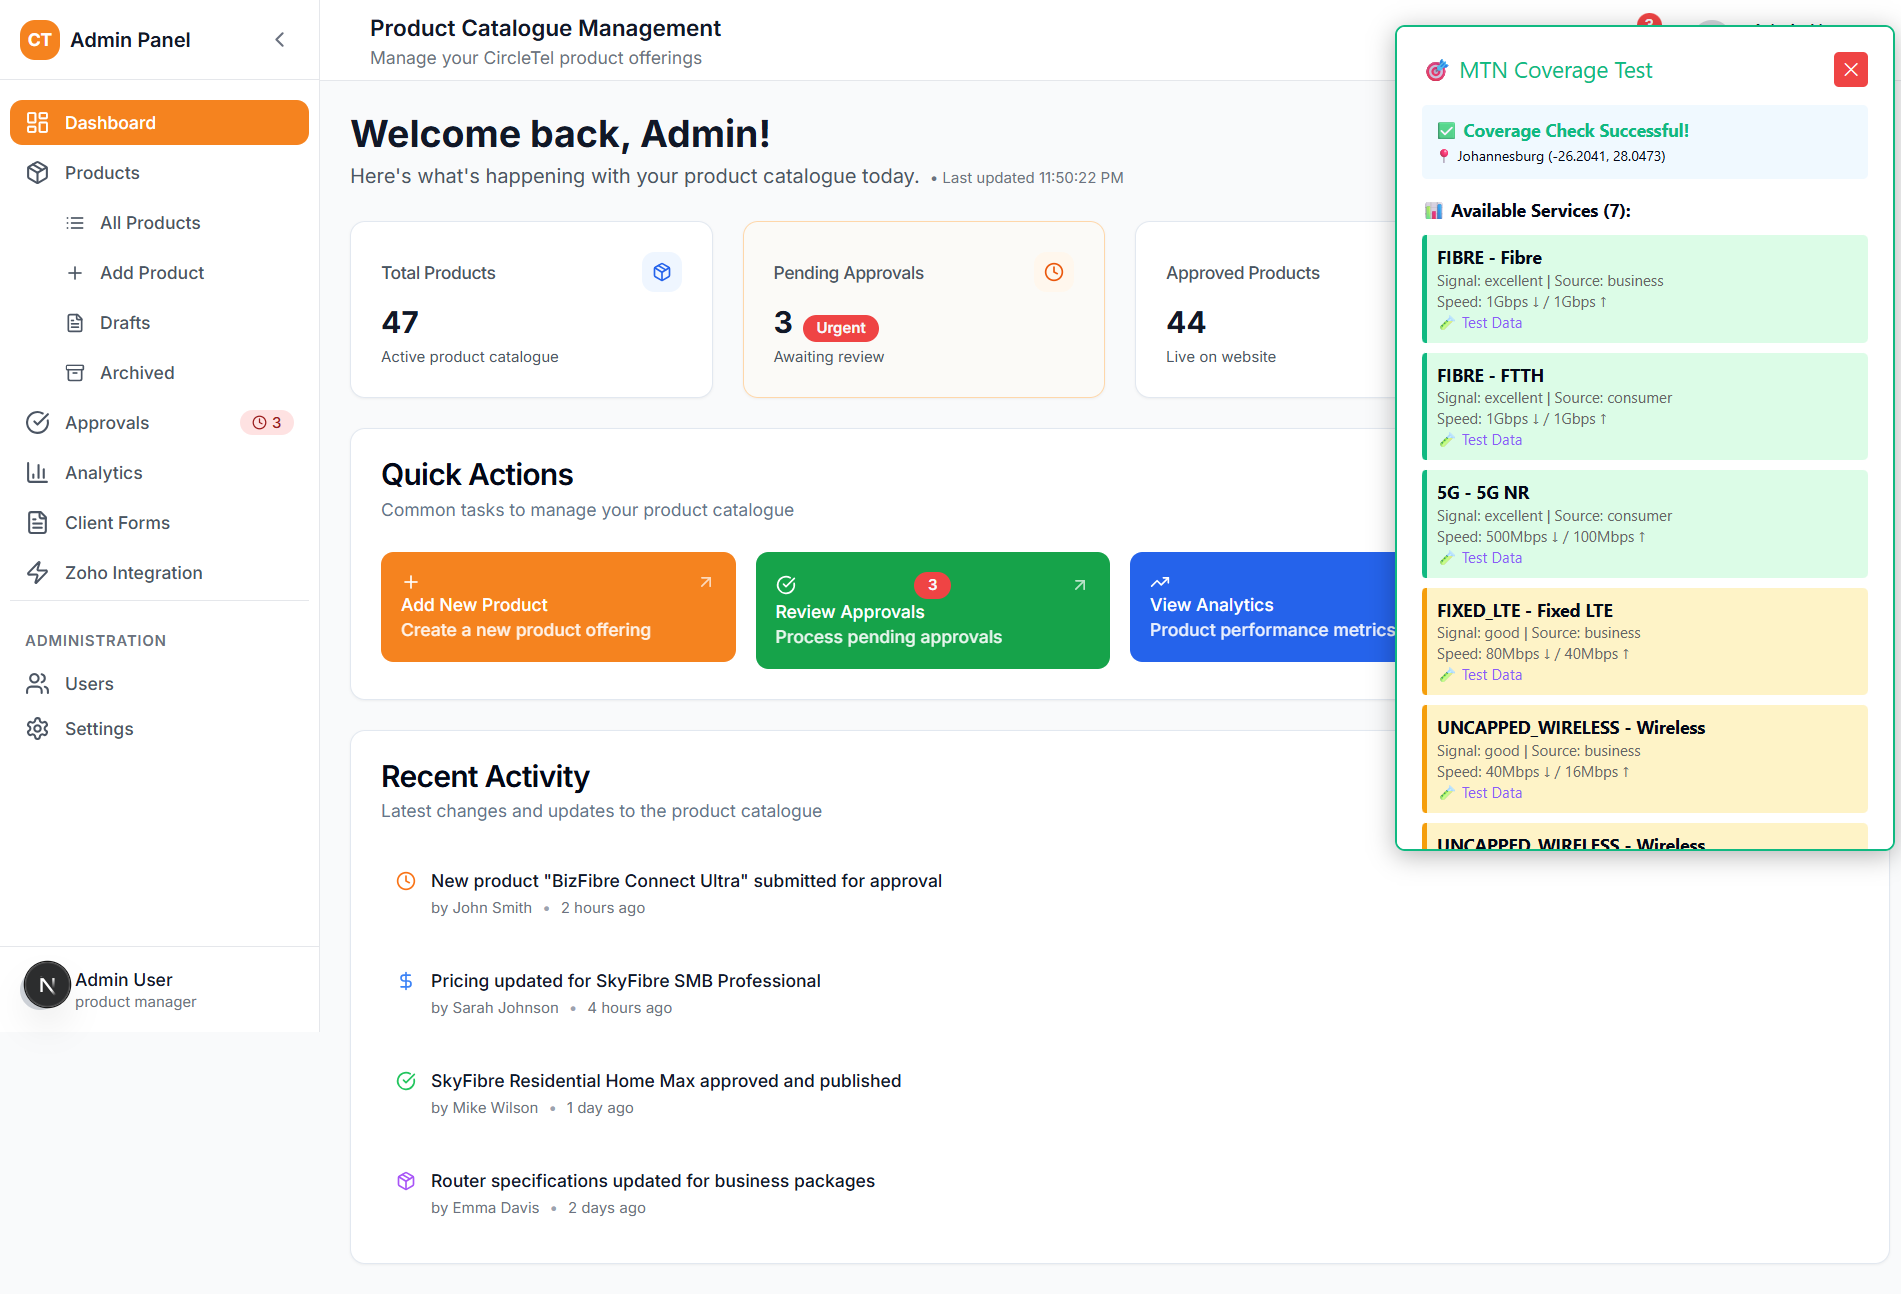 CT Admin Panel
Dashboard
Products
All Products
Add Product
Drafts
Archived
Approvals
3
Analytics
Client Forms
Zoho Integration
ADMINISTRATION
Users
Settings
N
Admin User
product manager
Product Catalogue Management
Manage your CircleTel product offerings
Welcome back, Admin!
Here's what's happening with your product catalogue today. • Last updated 11:50:22 PM
Total Products
47
Active product catalogue
Pending Approvals
3 Urgent
Awaiting review
Approved Products
44
Live on website
Quick Actions
Common tasks to manage your product catalogue
Add New Product
Create a new product offering
3
Review Approvals
Process pending approvals
View Analytics
Product performance metrics
Recent Activity
Latest changes and updates to the product catalogue
New product "BizFibre Connect Ultra" submitted for approval
by John Smith • 2 hours ago
Pricing updated for SkyFibre SMB Professional
by Sarah Johnson • 4 hours ago
SkyFibre Residential Home Max approved and published
by Mike Wilson • 1 day ago
Router specifications updated for business packages
by Emma Davis • 2 days ago
MTN Coverage Test
Coverage Check Successful!
Johannesburg (-26.2041, 28.0473)
Available Services (7):
FIBRE - Fibre
Signal: excellent | Source: business
Speed: 1Gbps ↓ / 1Gbps ↑
Test Data
FIBRE - FTTH
Signal: excellent | Source: consumer
Speed: 1Gbps ↓ / 1Gbps ↑
Test Data
5G - 5G NR
Signal: excellent | Source: consumer
Speed: 500Mbps ↓ / 100Mbps ↑
Test Data
FIXED_LTE - Fixed LTE
Signal: good | Source: business
Speed: 80Mbps ↓ / 40Mbps ↑
Test Data
UNCAPPED_WIRELESS - Wireless
Signal: good | Source: business
Speed: 40Mbps ↓ / 16Mbps ↑
Test Data
UNCAPPED_WIRELESS - Wireless